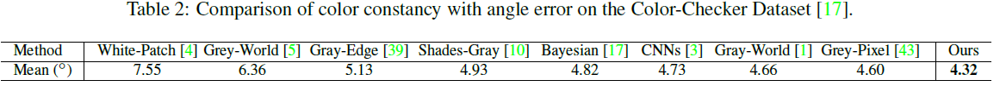 Table 2: Comparison of color constancy with angle error on the Color-Checker Dataset [17].
Method White-Patch [4] Grey-World [5] Gray-Edge [39] Shades-Gray [10] Bayesian [17] CNNs [3] Gray-World [1] Grey-Pixel [43] Ours
Mean (°) 7.55 6.36 5.13 4.93 4.82 4.73 4.66 4.60 4.32